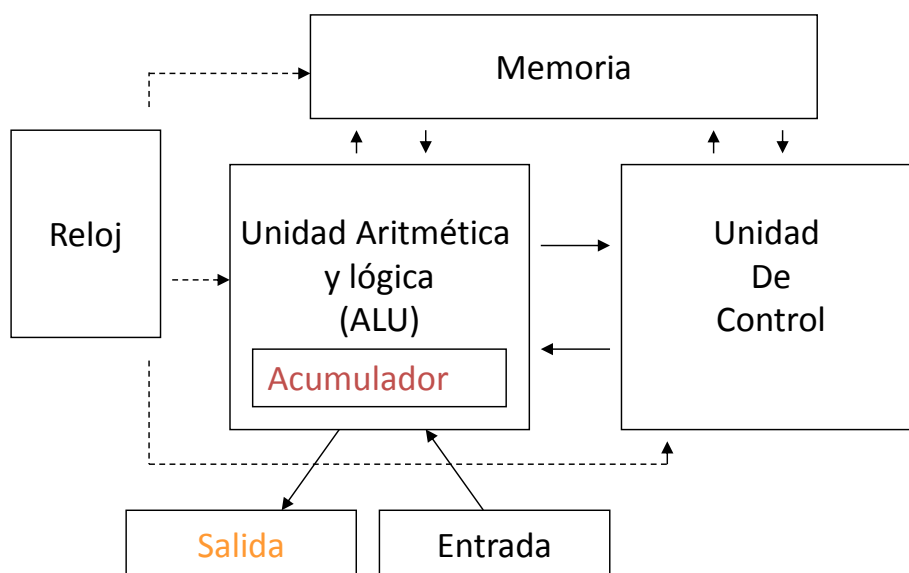 Memoria
Reloj
Unidad Aritmética
y lógica
(ALU)
Acumulador
Unidad
De
Control
Salida
Entrada